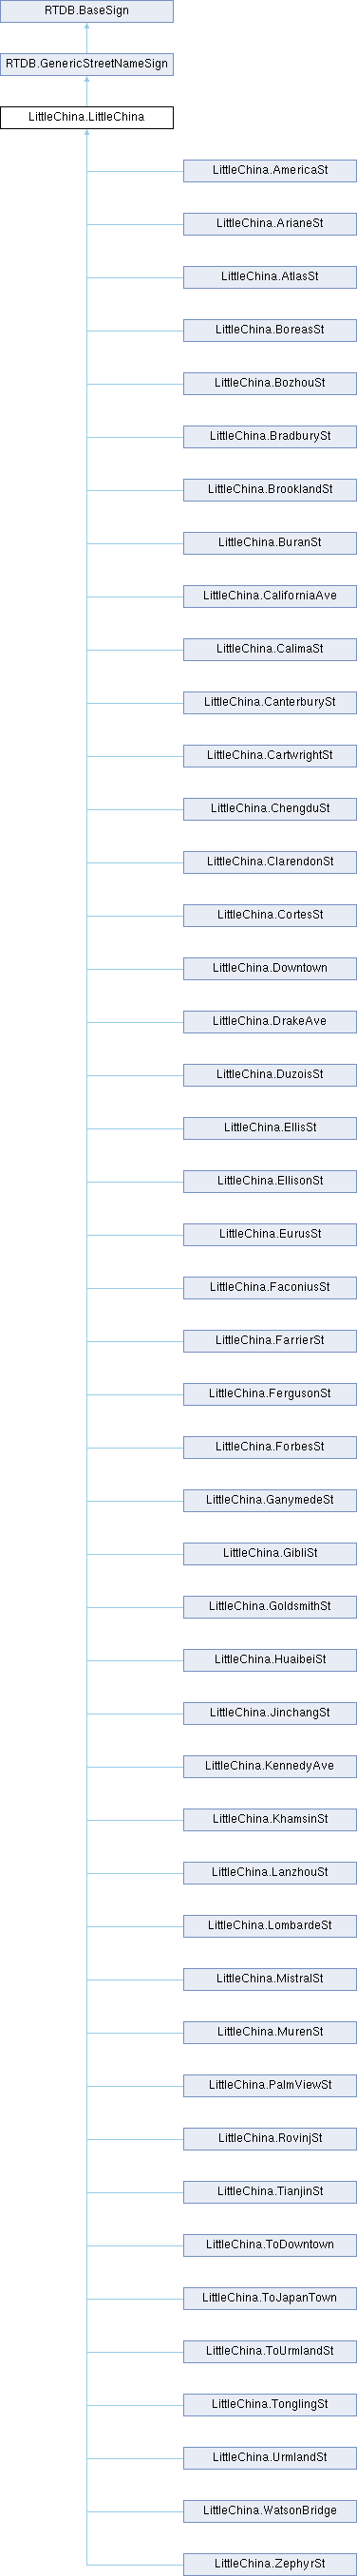 RTDB.BaseSign
RTDB.GenericStreetNameSign
LittleChina.LittleChina
LittleChina.AmericaSt
LittleChina.ArianeSt
LittleChina.AtlasSt
LittleChina.BoreasSt
LittleChina.BozhouSt
LittleChina.BradburySt
LittleChina.BrooklandSt
LittleChina.BuranSt
LittleChina.CaliforniaAve
LittleChina.CalimaSt
LittleChina.CanterburySt
LittleChina.CartwrightSt
LittleChina.ChengduSt
LittleChina.ClarendonSt
LittleChina.CortesSt
LittleChina.Downtown
LittleChina.DrakeAve
LittleChina.DuzoisSt
LittleChina.EllisSt
LittleChina.EllisonSt
LittleChina.EurusSt
LittleChina.FaconiusSt
LittleChina.FarrierSt
LittleChina.FergusonSt
LittleChina.ForbesSt
LittleChina.GanymedeSt
LittleChina.GibliSt
LittleChina.GoldsmithSt
LittleChina.HuaibeiSt
LittleChina.JinchangSt
LittleChina.KennedyAve
LittleChina.KhamsinSt
LittleChina.LanzhouSt
LittleChina.LombardeSt
LittleChina.MistralSt
LittleChina.MurenSt
LittleChina.PalmViewSt
LittleChina.RovinjSt
LittleChina.TianjinSt
LittleChina.ToDowntown
LittleChina.ToJapanTown
LittleChina.ToUrmlandSt
LittleChina.TonglingSt
LittleChina.UrmlandSt
LittleChina.WatsonBridge
LittleChina.ZephyrSt